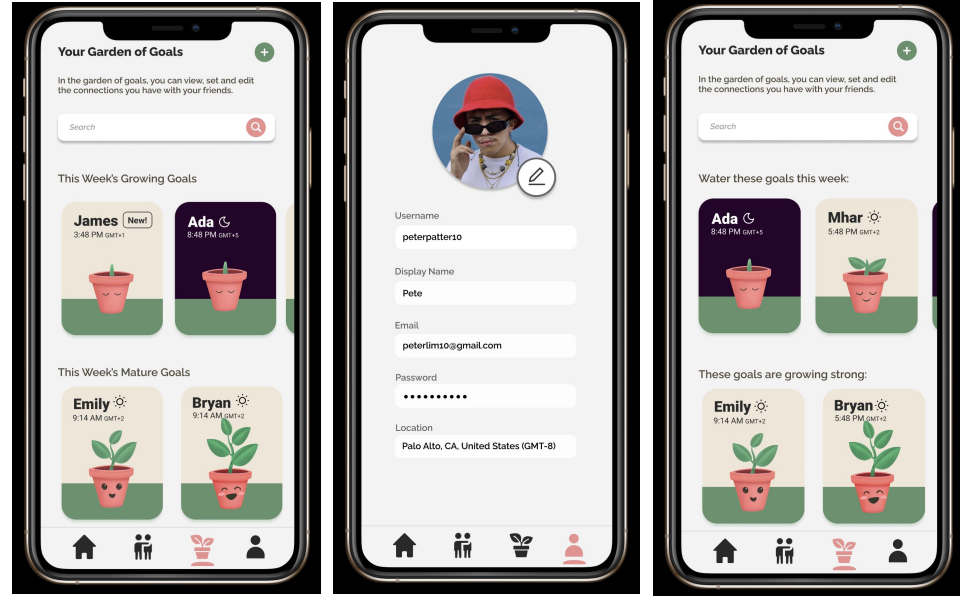 Your Garden of Goals
In the garden of goals, you can view, set and edit
the connections you have with your friends.
Search
This Week's Growing Goals
James New!
3:48 PM GMT+1
Ada
8:48 PM GMT+5
This Week's Mature Goals
Emily
9:14 AM GMT+2
Bryan
9:14 AM GMT+2
Username
peterpatter10
Display Name
Pete
Email
peterlim10@gmail.com
Password
••••••••••
Location
Palo Alto, CA, United States (GMT-8)
Your Garden of Goals
In the garden of goals, you can view, set and edit
the connections you have with your friends.
Search
Water these goals this week:
Ada
8:48 PM GMT+5
Mhar
5:48 PM GMT+2
These goals are growing strong:
Emily
9:14 AM GMT+2
Bryan
5:48 PM GMT+2